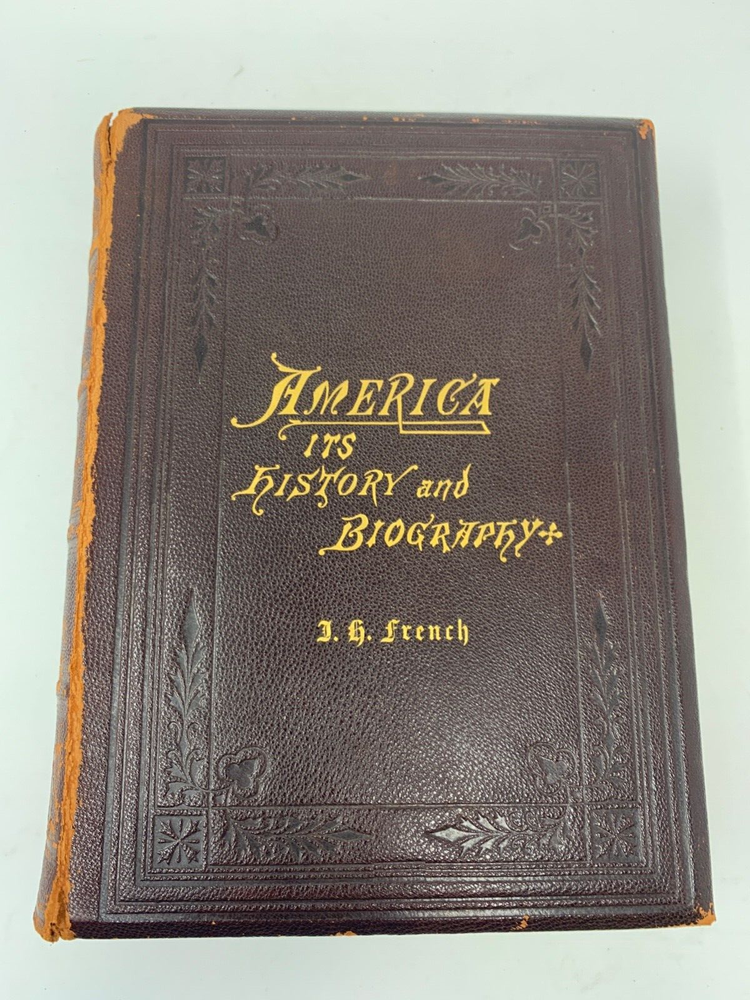 AMERICA
ITS
HISTORY and
BIOGRAPHY
J. H. French